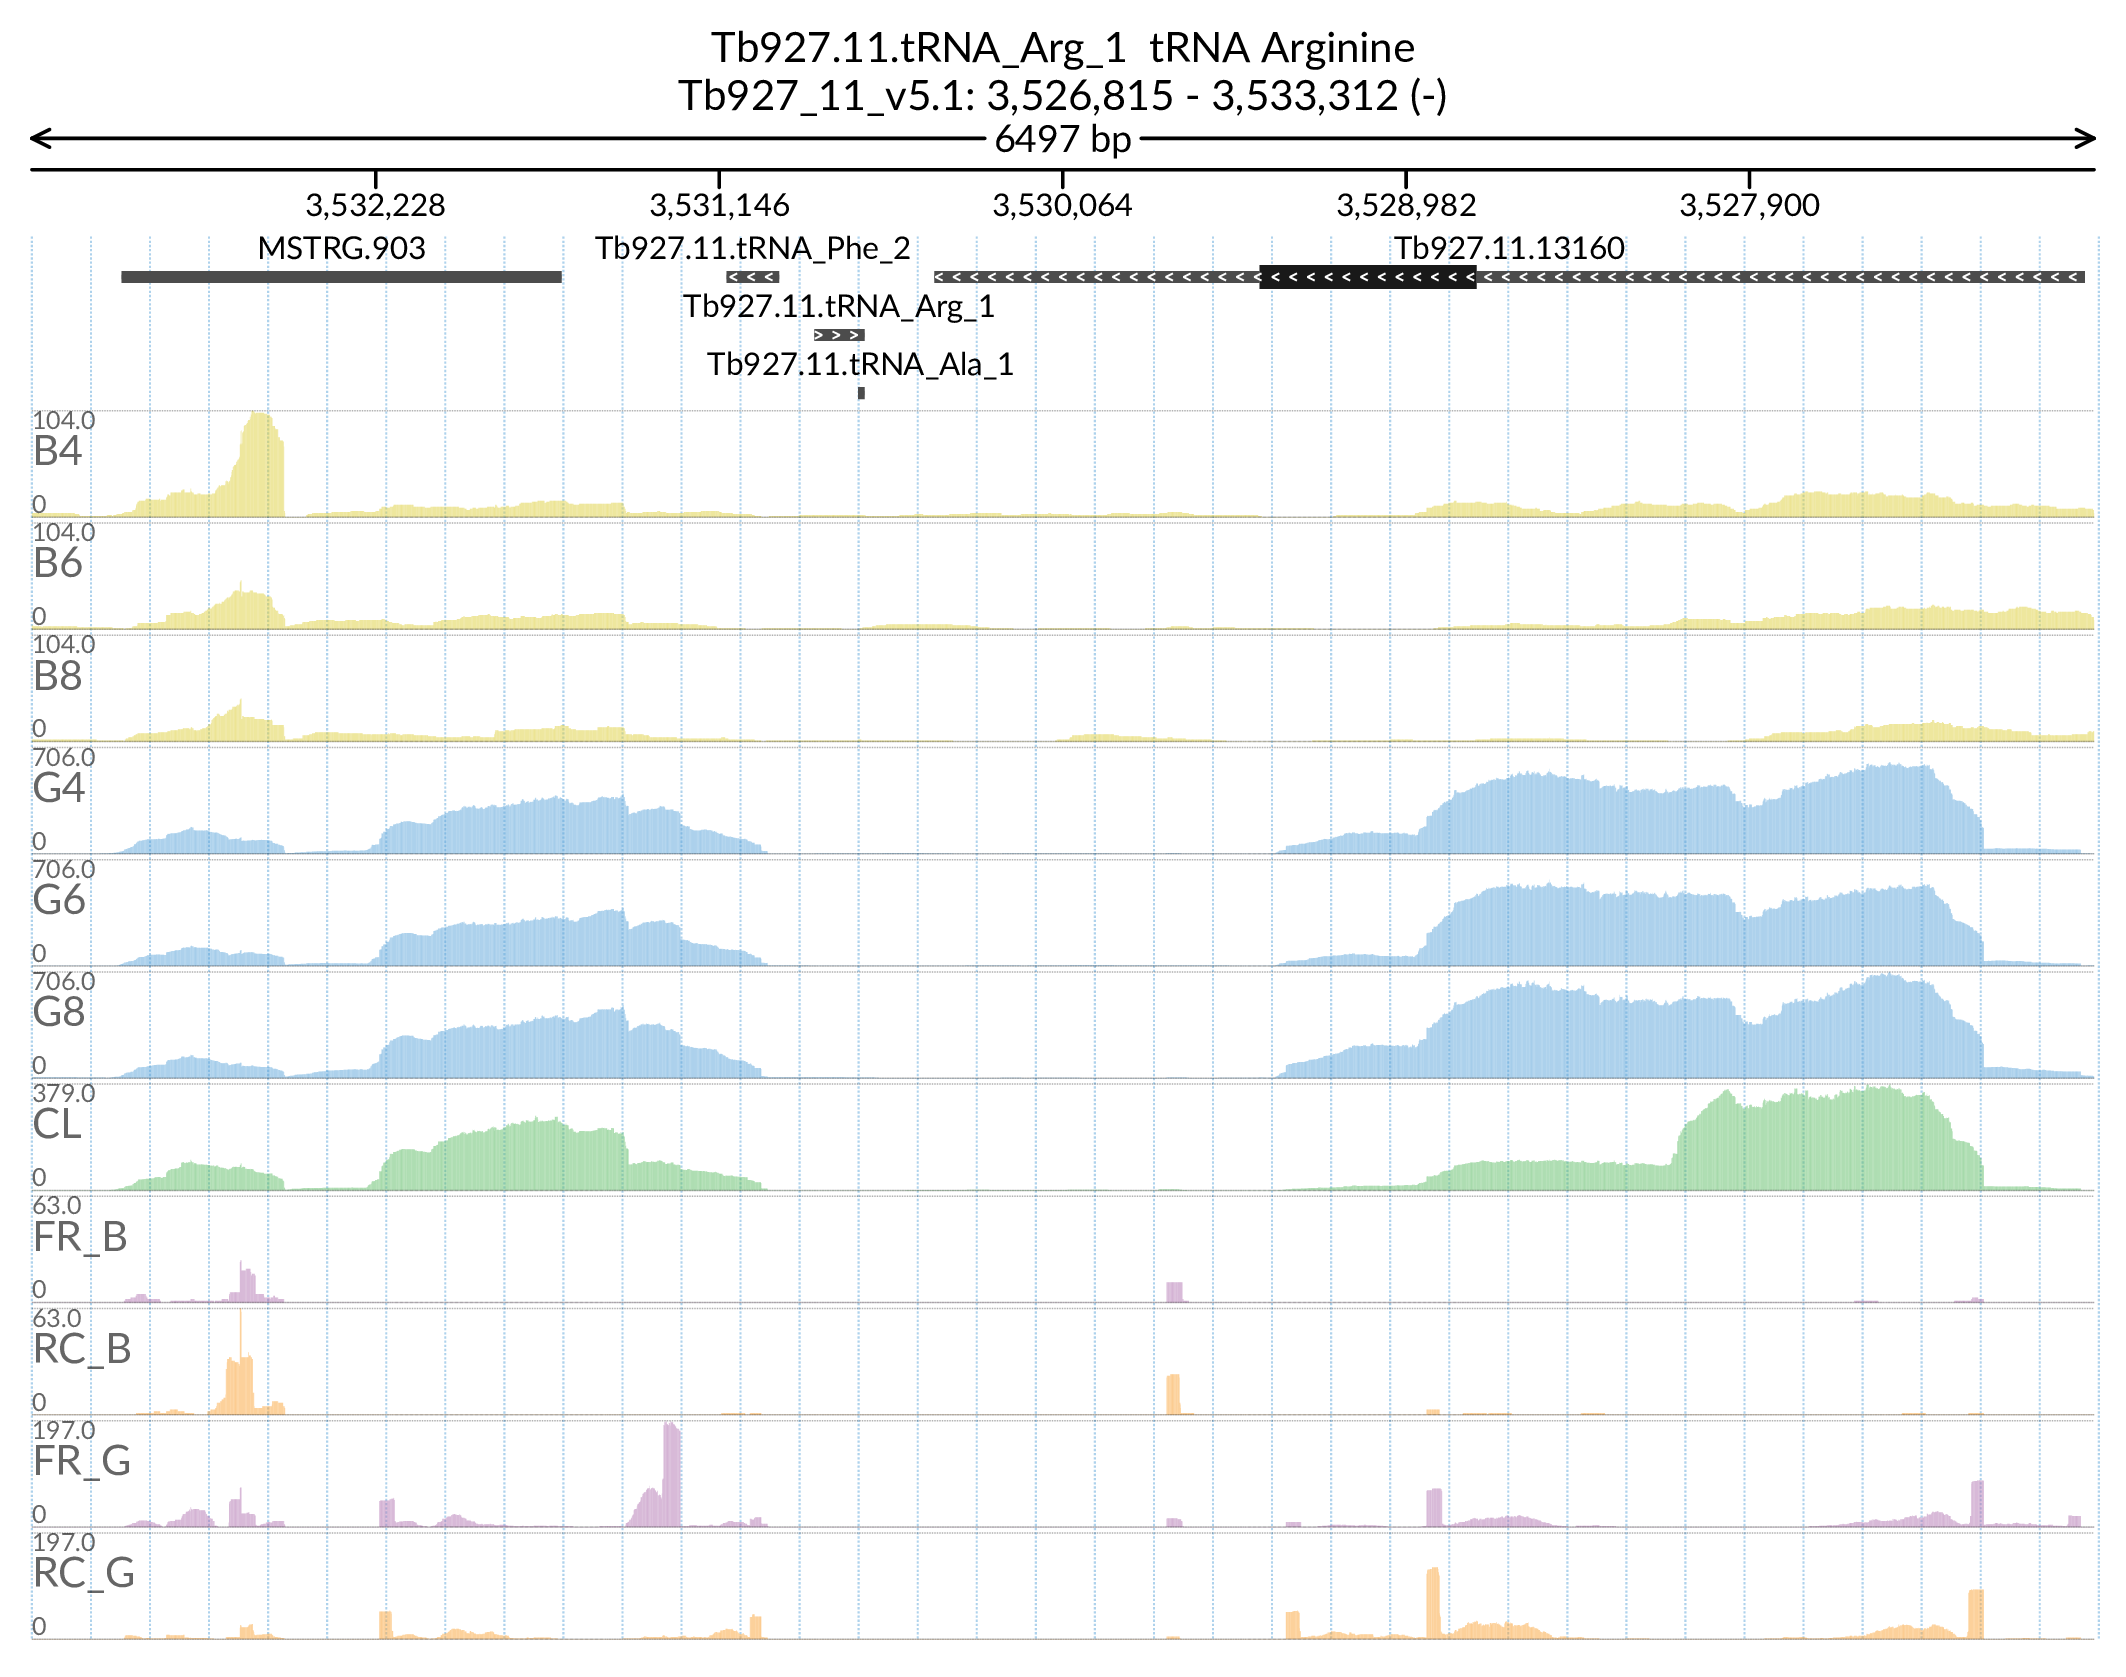 Tb927.11.tRNA_Arg_1  tRNA Arginine
Tb927_11_v5.1: 3,526,815 - 3,533,312 (-)
6497 bp
3,532,228 3,531,146 3,530,064 3,528,982 3,527,900
MSTRG.903 Tb927.11.tRNA_Phe_2 Tb927.11.13160
Tb927.11.tRNA_Arg_1
Tb927.11.tRNA_Ala_1
104.0
B4
0
104.0
B6
0
104.0
B8
0
706.0
G4
0
706.0
G6
0
706.0
G8
0
379.0
CL
0
63.0
FR_B
0
63.0
RC_B
0
197.0
FR_G
0
197.0
RC_G
0